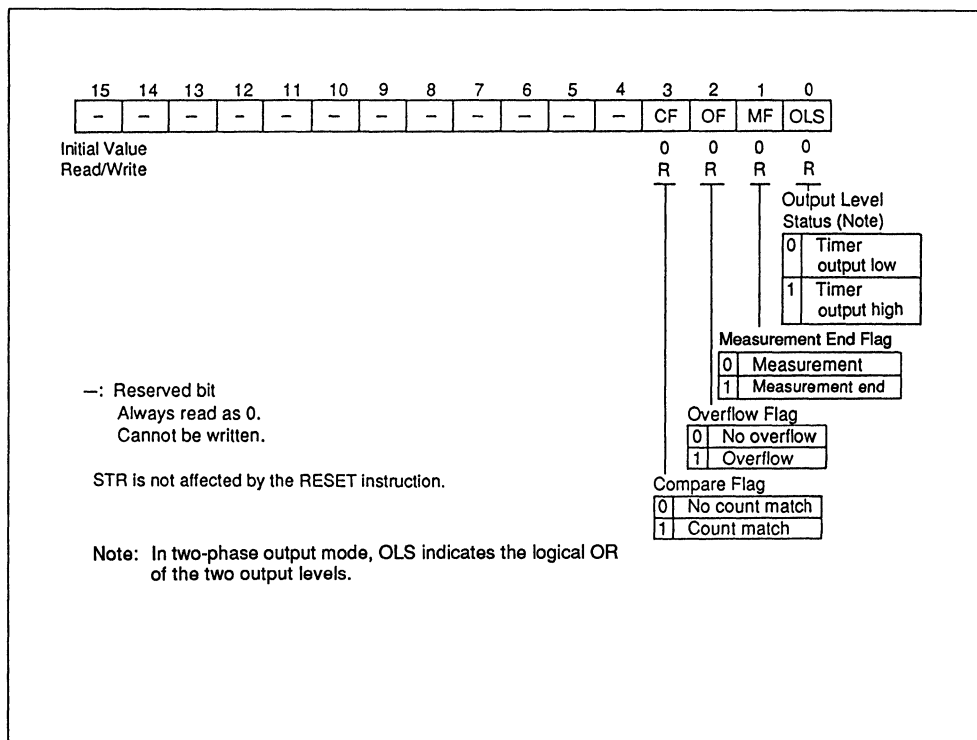 15 14 13 12 11 10 9 8 7 6 5 4 3 2 1 0
– – – – – – – – – – – – CF OF MF OLS
Initial Value 0 0 0 0
Read/Write R R R R
Output Level
Status (Note)
0 Timer
output low
1 Timer
output high
Measurement End Flag
0 Measurement
1 Measurement end
–: Reserved bit
Always read as 0.
Cannot be written.
Overflow Flag
0 No overflow
1 Overflow
STR is not affected by the RESET instruction.
Compare Flag
0 No count match
1 Count match
Note: In two-phase output mode, OLS indicates the logical OR
of the two output levels.